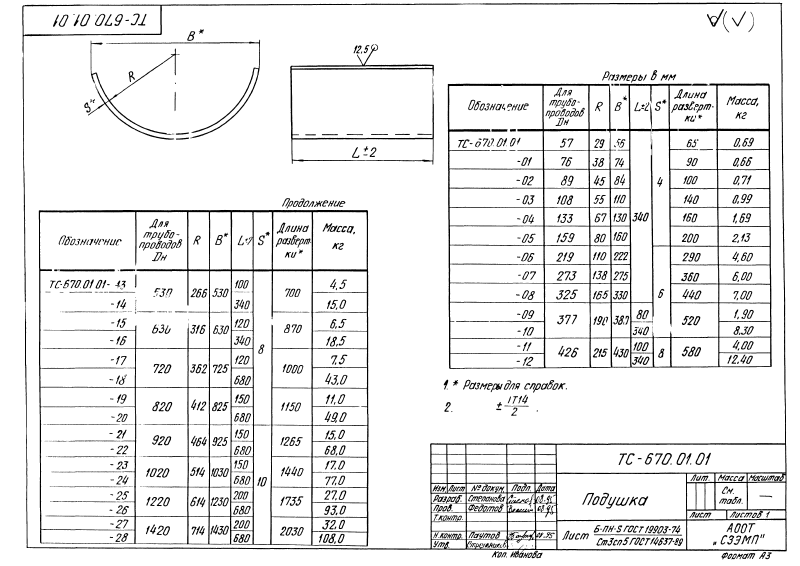 ТС-670.01.01
√(√)
B*
R
S*
12,5
L±2
Размеры в мм
Обозначение | Для трубопроводов Dн | R | B* | L±2 | S* | Длина развертки* | Масса, кг
ТС-670.01.01 | 57 | 29 | 56 | 340 | 4 | 65 | 0,69
-01 | 76 | 38 | 74 | 90 | 0,66
-02 | 89 | 45 | 84 | 100 | 0,71
-03 | 108 | 55 | 110 | 140 | 0,99
-04 | 133 | 67 | 130 | 160 | 1,69
-05 | 159 | 80 | 160 | 200 | 2,13
-06 | 219 | 110 | 222 | 6 | 290 | 4,60
-07 | 273 | 138 | 275 | 360 | 6,00
-08 | 325 | 165 | 330 | 440 | 7,00
-09 | 377 | 190 | 380 | 80 | 520 | 1,90
-10 | 340 | 8,30
-11 | 426 | 215 | 430 | 100 | 8 | 580 | 4,00
-12 | 340 | 12,40
Продолжение
Обозначение | Для трубопроводов Dн | R | B* | L± | S* | Длина развертки* | Масса, кг
ТС-670.01.01-13 | 530 | 266 | 530 | 100 | 8 | 700 | 4,5
-14 | 340 | 15,0
-15 | 630 | 316 | 630 | 120 | 870 | 6,5
-16 | 340 | 18,5
-17 | 720 | 362 | 725 | 120 | 1000 | 7,5
-18 | 680 | 43,0
-19 | 820 | 412 | 825 | 150 | 1150 | 11,0
-20 | 680 | 49,0
-21 | 920 | 464 | 925 | 150 | 10 | 1265 | 15,0
-22 | 680 | 68,0
-23 | 1020 | 514 | 1030 | 150 | 1440 | 17,0
-24 | 680 | 77,0
-25 | 1220 | 614 | 1230 | 200 | 1735 | 27,0
-26 | 680 | 93,0
-27 | 1420 | 714 | 1430 | 200 | 2030 | 32,0
-28 | 680 | 108,0
1. * Размеры для справок.
2. ± IT14/2 .
ТС-670.01.01
Изм Лист № докум. Подп. Дата
Разраб. Степанова
Пров. Федотов
Т.контр.
Н.контр. Паутов
Утв.
Подушка
Лит. Масса Масштаб
См. табл. —
Лист Листов 1
Лист Б-ПН-S ГОСТ 19903-74
Ст3сп5 ГОСТ 14637-89
АООТ
„СЗЭМП"
Кол. Иванова
Формат А3